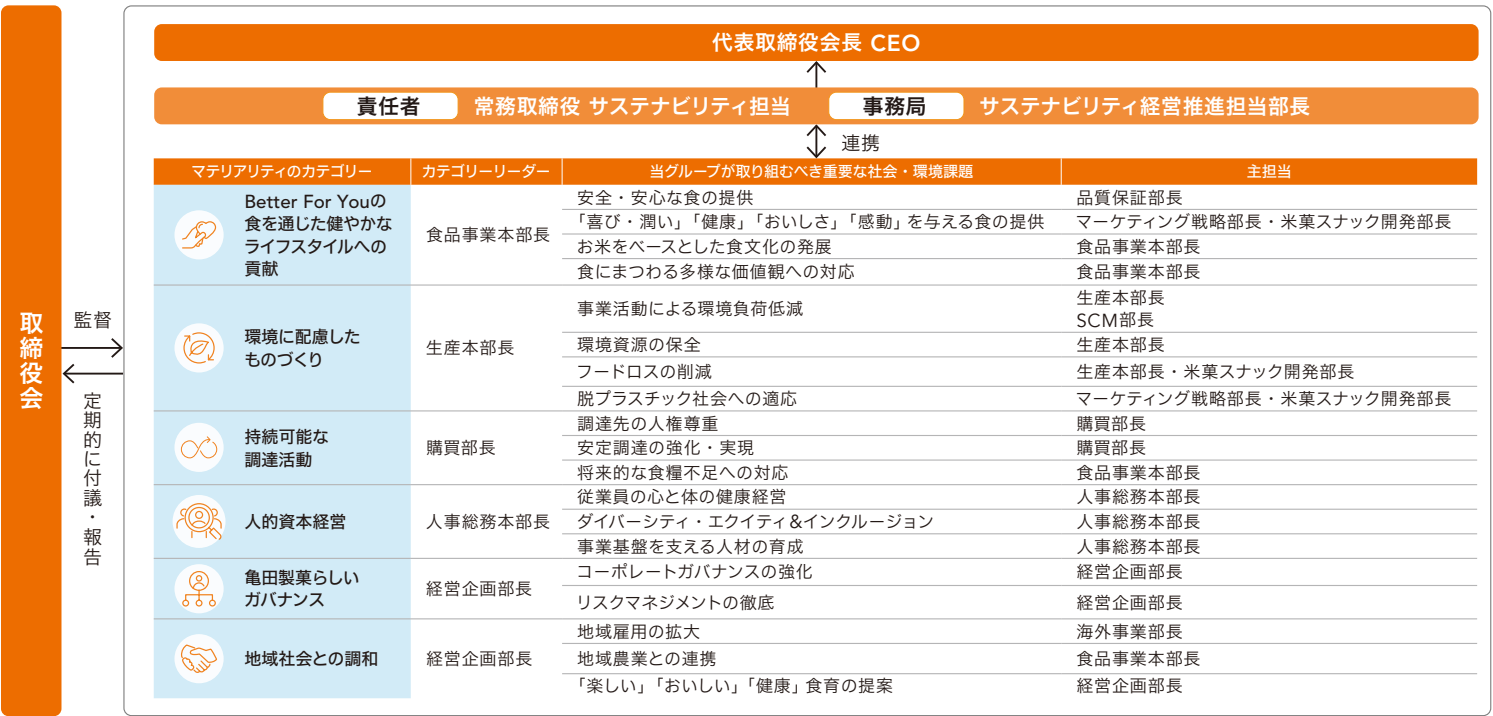 取締役会
監督
定期的に付議・報告
代表取締役会長 CEO
責任者 常務取締役 サステナビリティ担当 事務局 サステナビリティ経営推進担当部長
連携
マテリアリティのカテゴリー カテゴリーリーダー 当グループが取り組むべき重要な社会・環境課題 主担当
Better For Youの
食を通じた健やかな
ライフスタイルへの
貢献
食品事業本部長
安全・安心な食の提供 品質保証部長
「喜び・潤い」「健康」「おいしさ」「感動」を与える食の提供 マーケティング戦略部長・米菓スナック開発部長
お米をベースとした食文化の発展 食品事業本部長
食にまつわる多様な価値観への対応 食品事業本部長
環境に配慮した
ものづくり
生産本部長
事業活動による環境負荷低減 生産本部長
SCM部長
環境資源の保全 生産本部長
フードロスの削減 生産本部長・米菓スナック開発部長
脱プラスチック社会への適応 マーケティング戦略部長・米菓スナック開発部長
持続可能な
調達活動
購買部長
調達先の人権尊重 購買部長
安定調達の強化・実現 購買部長
将来的な食糧不足への対応 食品事業本部長
人的資本経営
人事総務本部長
従業員の心と体の健康経営 人事総務本部長
ダイバーシティ・エクイティ&インクルージョン 人事総務本部長
事業基盤を支える人材の育成 人事総務本部長
亀田製菓らしい
ガバナンス
経営企画部長
コーポレートガバナンスの強化 経営企画部長
リスクマネジメントの徹底 経営企画部長
地域社会との調和
経営企画部長
地域雇用の拡大 海外事業部長
地域農業との連携 食品事業本部長
「楽しい」「おいしい」「健康」食育の提案 経営企画部長